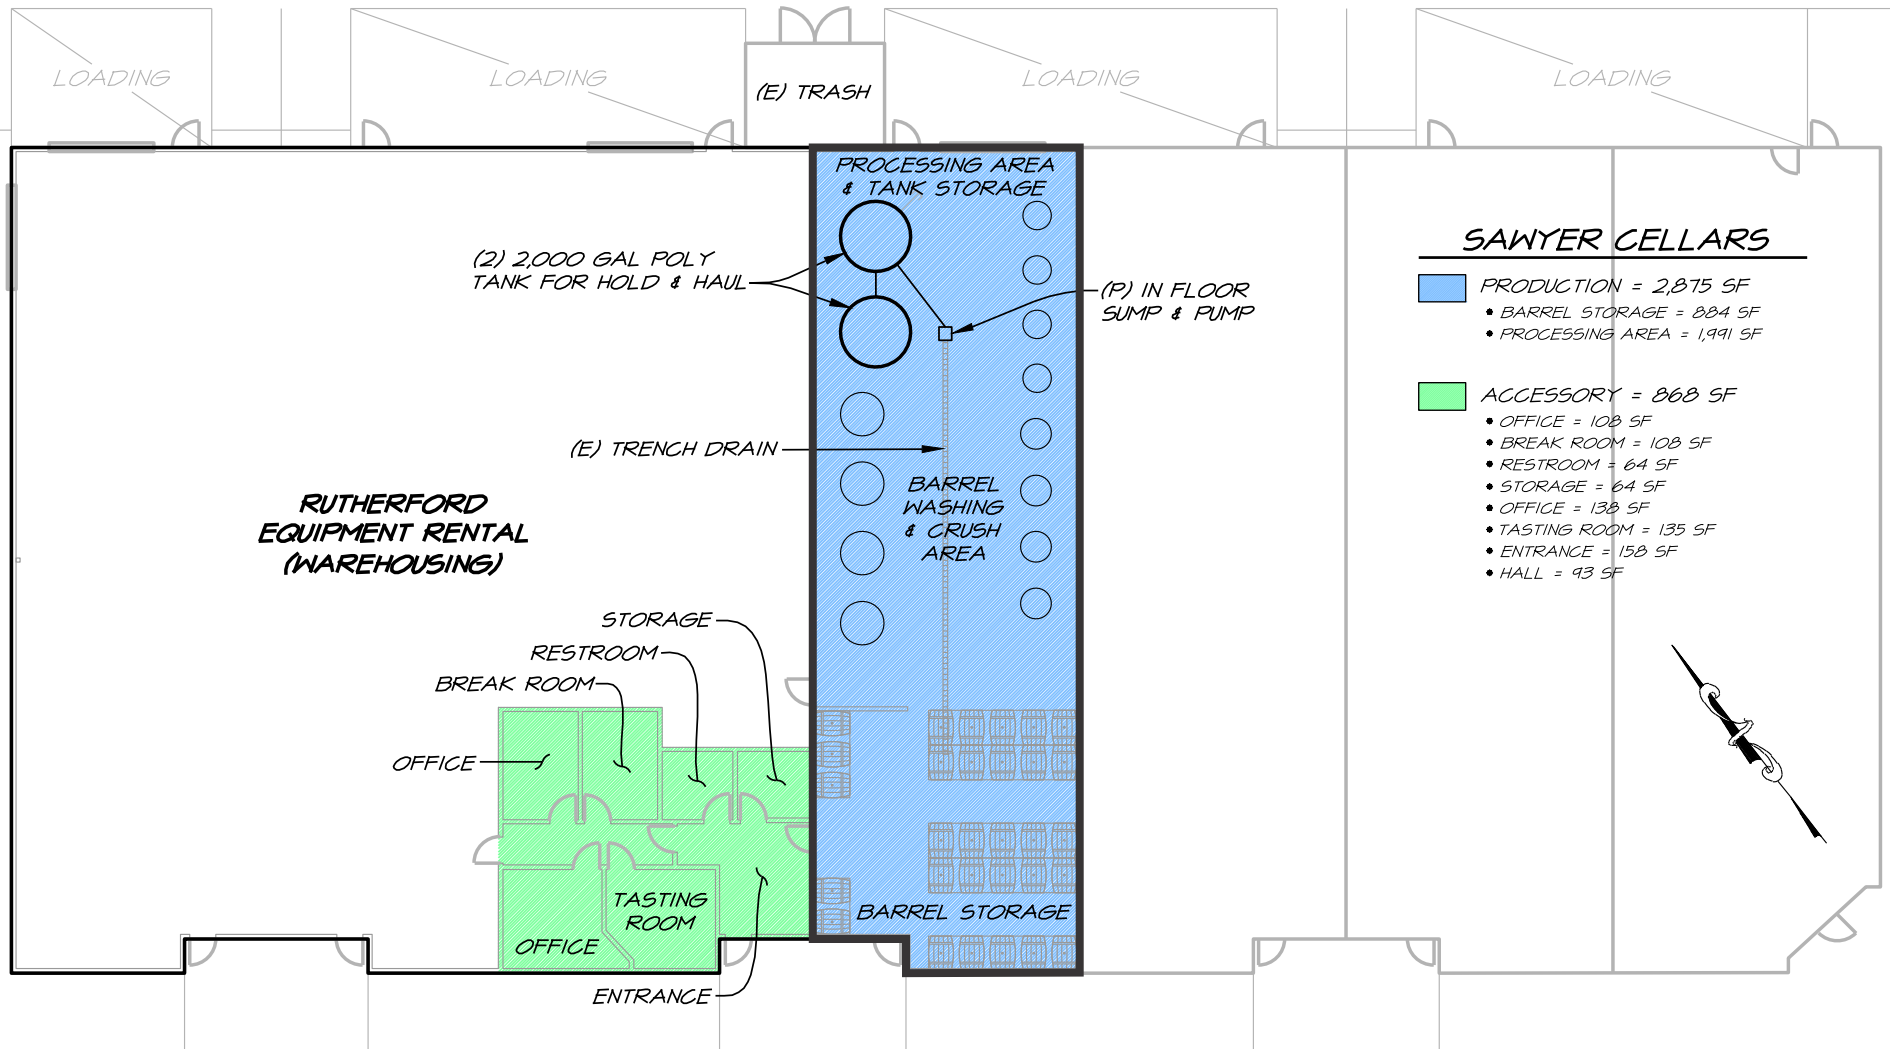 LOADING
LOADING
(E) TRASH
LOADING
LOADING
PROCESSING AREA
& TANK STORAGE
(2) 2,000 GAL POLY
TANK FOR HOLD & HAUL
(P) IN FLOOR
SUMP & PUMP
(E) TRENCH DRAIN
BARREL
WASHING
& CRUSH
AREA
RUTHERFORD
EQUIPMENT RENTAL
(WAREHOUSING)
STORAGE
RESTROOM
BREAK ROOM
OFFICE
TASTING
ROOM
OFFICE
ENTRANCE
BARREL STORAGE
SAWYER CELLARS
PRODUCTION = 2,875 SF
• BARREL STORAGE = 884 SF
• PROCESSING AREA = 1,991 SF
ACCESSORY = 868 SF
• OFFICE = 108 SF
• BREAK ROOM = 108 SF
• RESTROOM = 64 SF
• STORAGE = 64 SF
• OFFICE = 138 SF
• TASTING ROOM = 135 SF
• ENTRANCE = 158 SF
• HALL = 93 SF